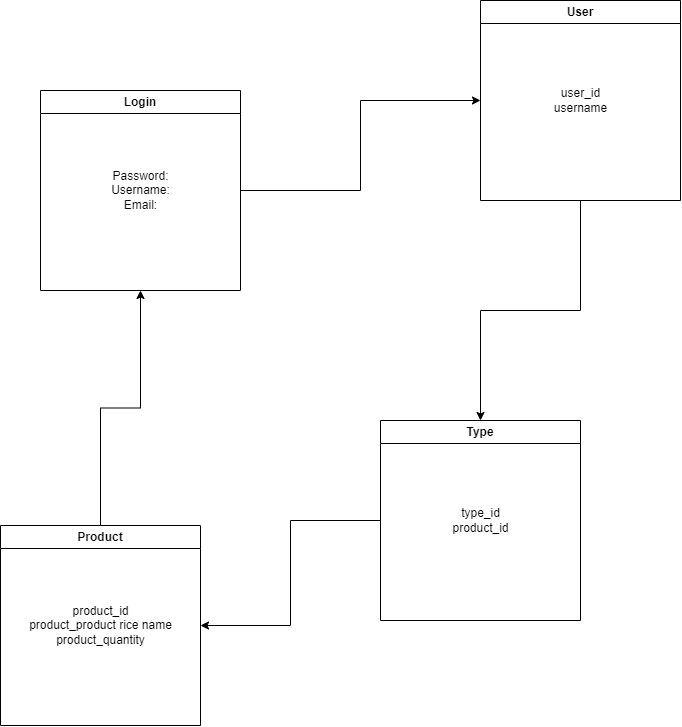 User
user_id
username
Login
Password:
Username:
Email:
Type
type_id
product_id
Product
product_id
product_product rice name
product_quantity